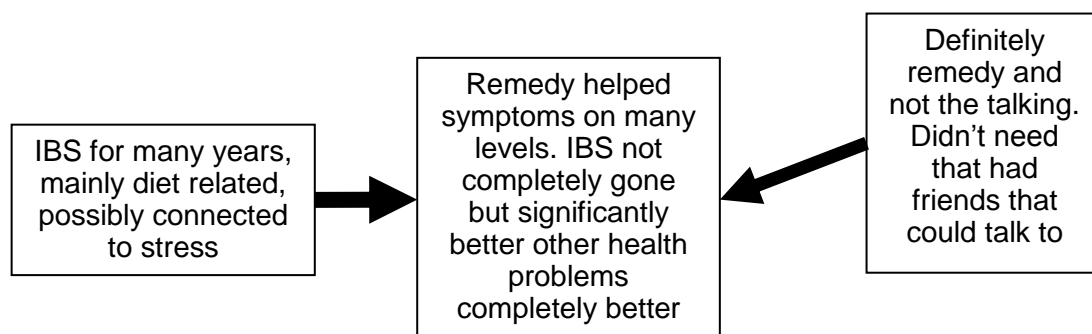 IBS for many years,
mainly diet related,
possibly connected
to stress
Remedy helped
symptoms on many
levels. IBS not
completely gone
but significantly
better other health
problems
completely better
Definitely
remedy and
not the talking.
Didn’t need
that had
friends that
could talk to